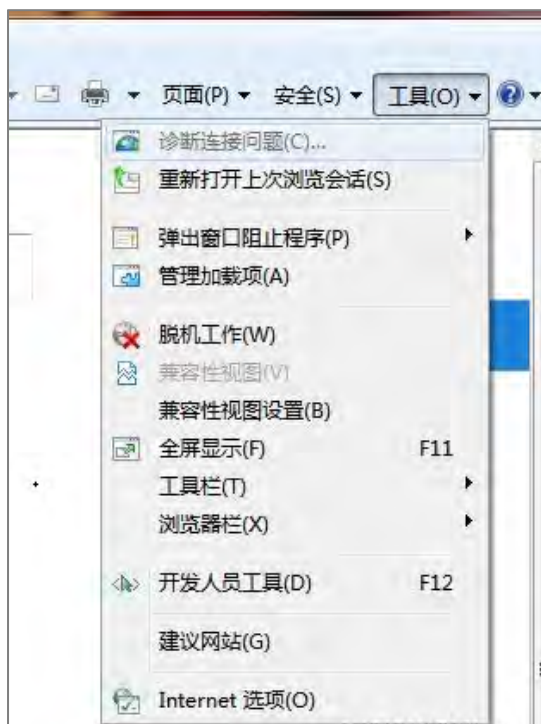 页面(P) 安全(S) 工具(O)
诊断连接问题(C)...
重新打开上次浏览会话(S)
弹出窗口阻止程序(P)
管理加载项(A)
脱机工作(W)
兼容性视图(V)
兼容性视图设置(B)
全屏显示(F) F11
工具栏(T)
浏览器栏(X)
开发人员工具(D) F12
建议网站(G)
Internet 选项(O)